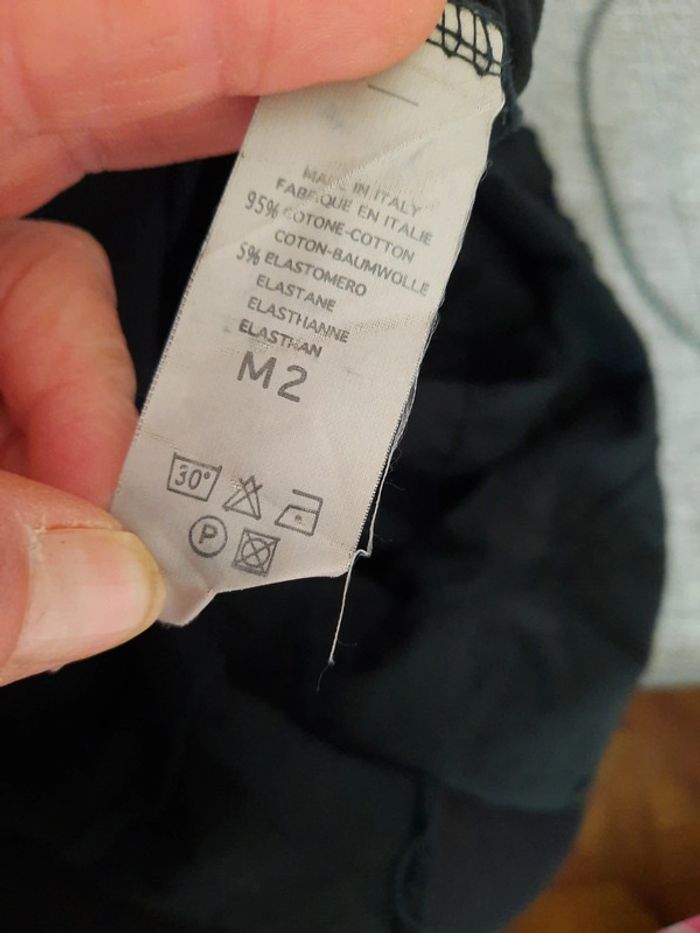 MADE IN ITALY
FABRIQUE EN ITALIE
95% COTONE-COTTON
COTON-BAUMWOLLE
5% ELASTOMERO
ELASTANE
ELASTHANNE
ELASTHAN
M2
30°
P